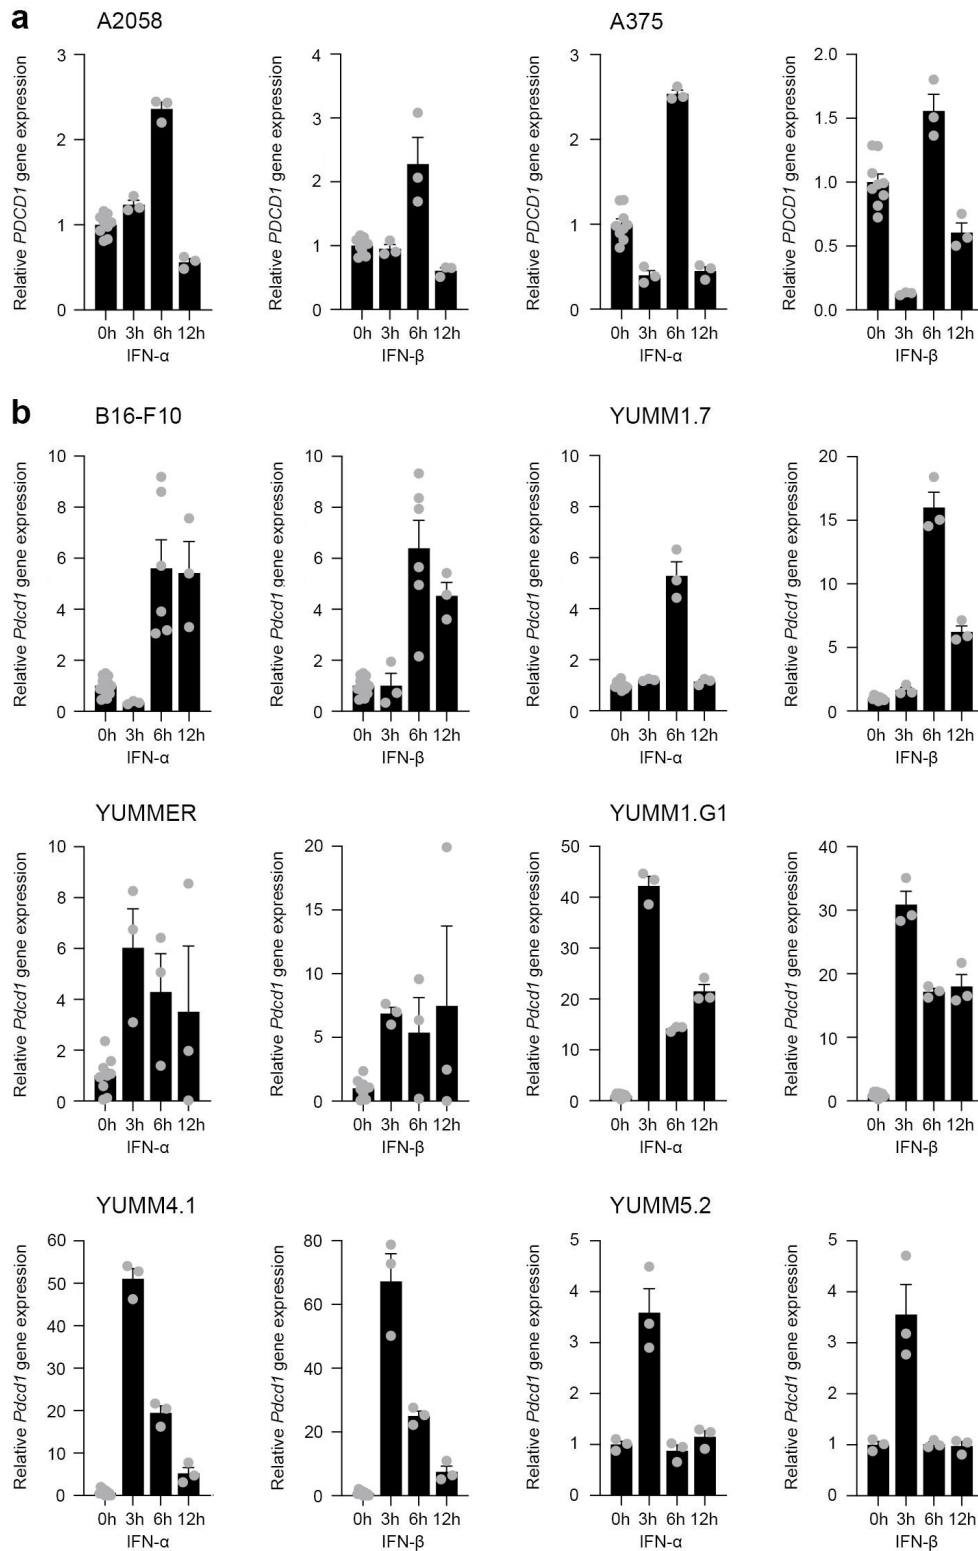 a
A2058
A375
Relative PDCD1 gene expression
3
2
1
0
0h 3h 6h 12h
IFN-α
Relative PDCD1 gene expression
4
3
2
1
0
0h 3h 6h 12h
IFN-β
Relative PDCD1 gene expression
3
2
1
0
0h 3h 6h 12h
IFN-α
Relative PDCD1 gene expression
2.0
1.5
1.0
0.5
0.0
0h 3h 6h 12h
IFN-β
b
B16-F10
YUMM1.7
Relative Pdcd1 gene expression
10
8
6
4
2
0
0h 3h 6h 12h
IFN-α
Relative Pdcd1 gene expression
10
8
6
4
2
0
0h 3h 6h 12h
IFN-β
Relative Pdcd1 gene expression
10
8
6
4
2
0
0h 3h 6h 12h
IFN-α
Relative Pdcd1 gene expression
20
15
10
5
0
0h 3h 6h 12h
IFN-β
YUMMER
YUMM1.G1
Relative Pdcd1 gene expression
10
8
6
4
2
0
0h 3h 6h 12h
IFN-α
Relative Pdcd1 gene expression
20
15
10
5
0
0h 3h 6h 12h
IFN-β
Relative Pdcd1 gene expression
50
40
30
20
10
0
0h 3h 6h 12h
IFN-α
Relative Pdcd1 gene expression
40
30
20
10
0
0h 3h 6h 12h
IFN-β
YUMM4.1
YUMM5.2
Relative Pdcd1 gene expression
60
50
40
30
20
10
0
0h 3h 6h 12h
IFN-α
Relative Pdcd1 gene expression
80
60
40
20
0
0h 3h 6h 12h
IFN-β
Relative Pdcd1 gene expression
5
4
3
2
1
0
0h 3h 6h 12h
IFN-α
Relative Pdcd1 gene expression
5
4
3
2
1
0
0h 3h 6h 12h
IFN-β